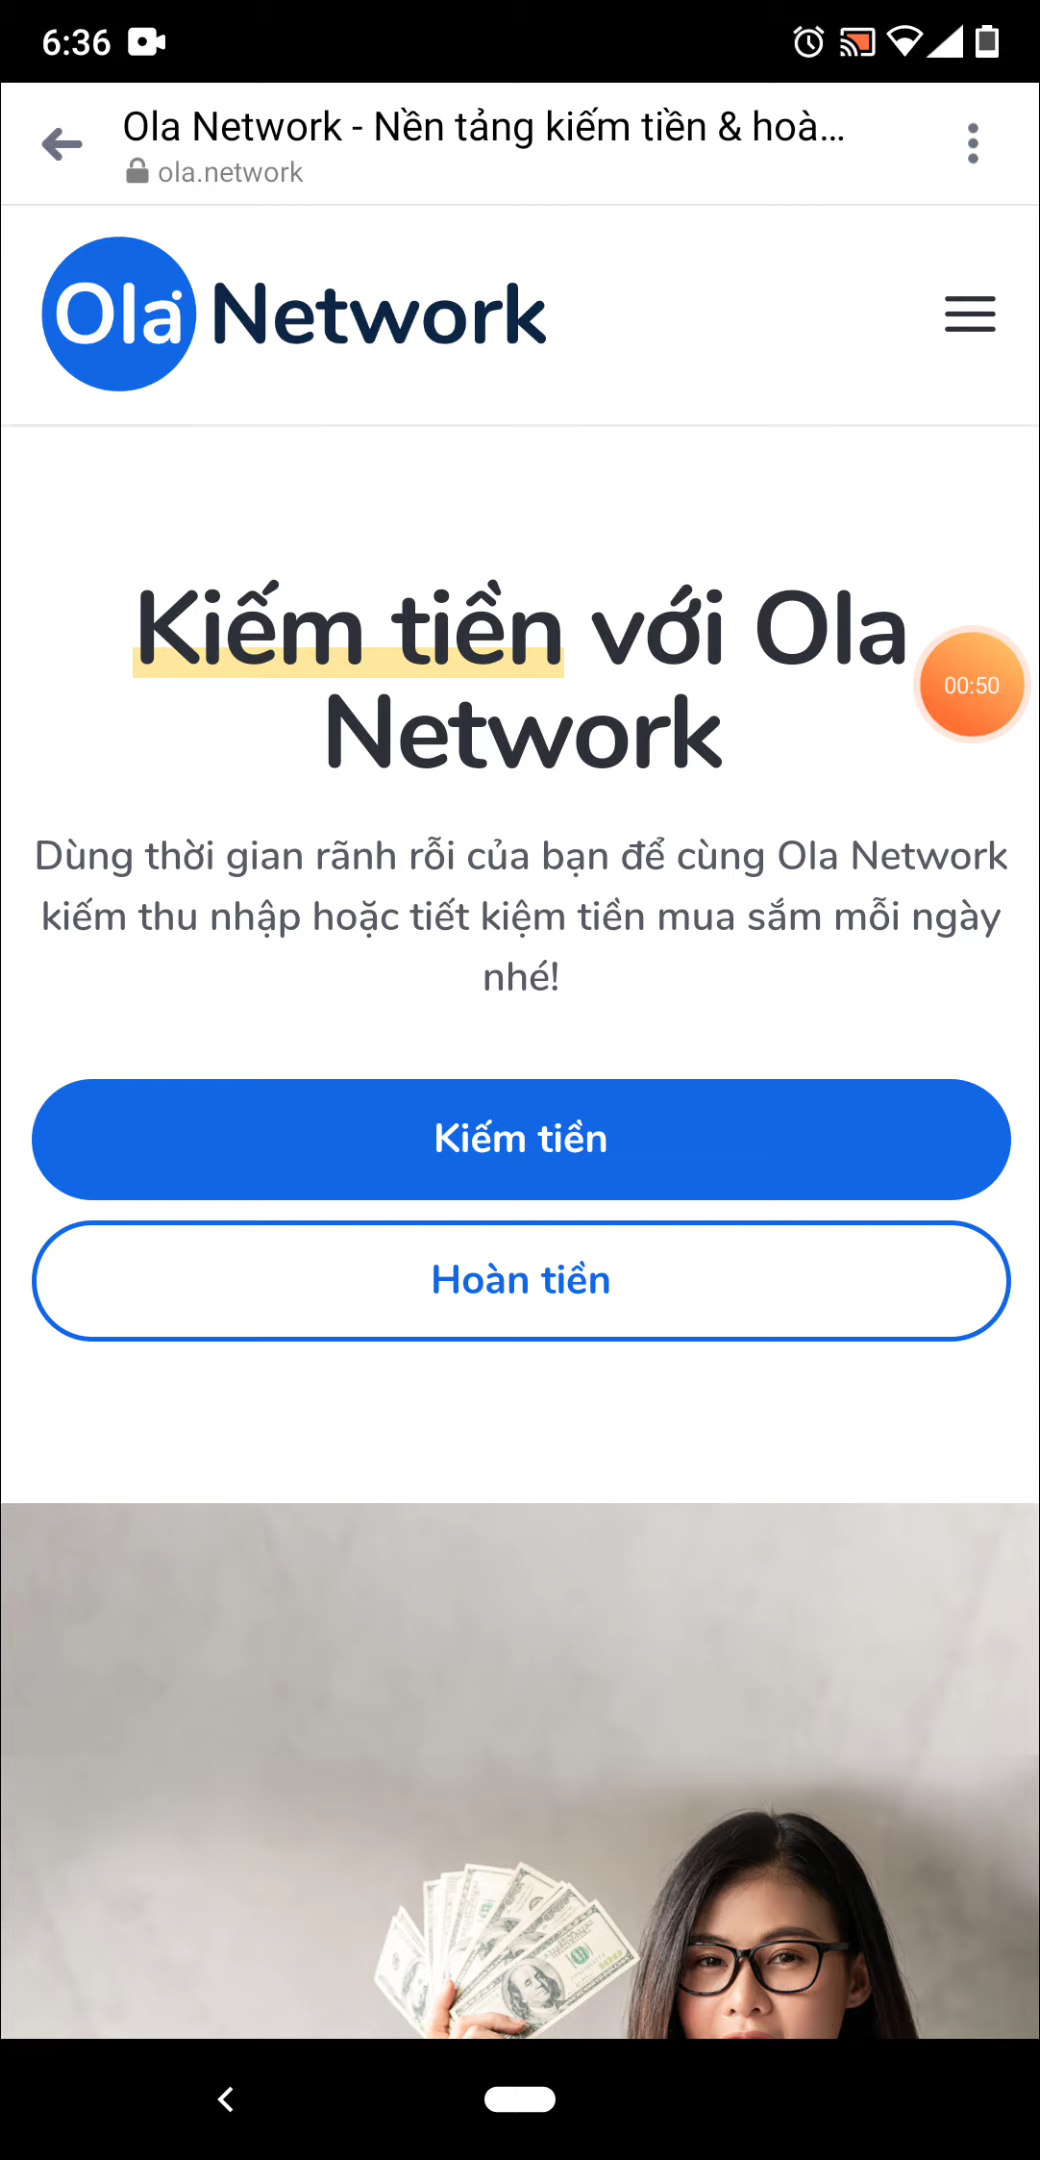 6:36
Ola Network - Nền tảng kiếm tiền & hoà...
ola.network
Ola Network
Kiếm tiền với Ola
Network
00:50
Dùng thời gian rãnh rỗi của bạn để cùng Ola Network
kiếm thu nhập hoặc tiết kiệm tiền mua sắm mỗi ngày
nhé!
Kiếm tiền
Hoàn tiền